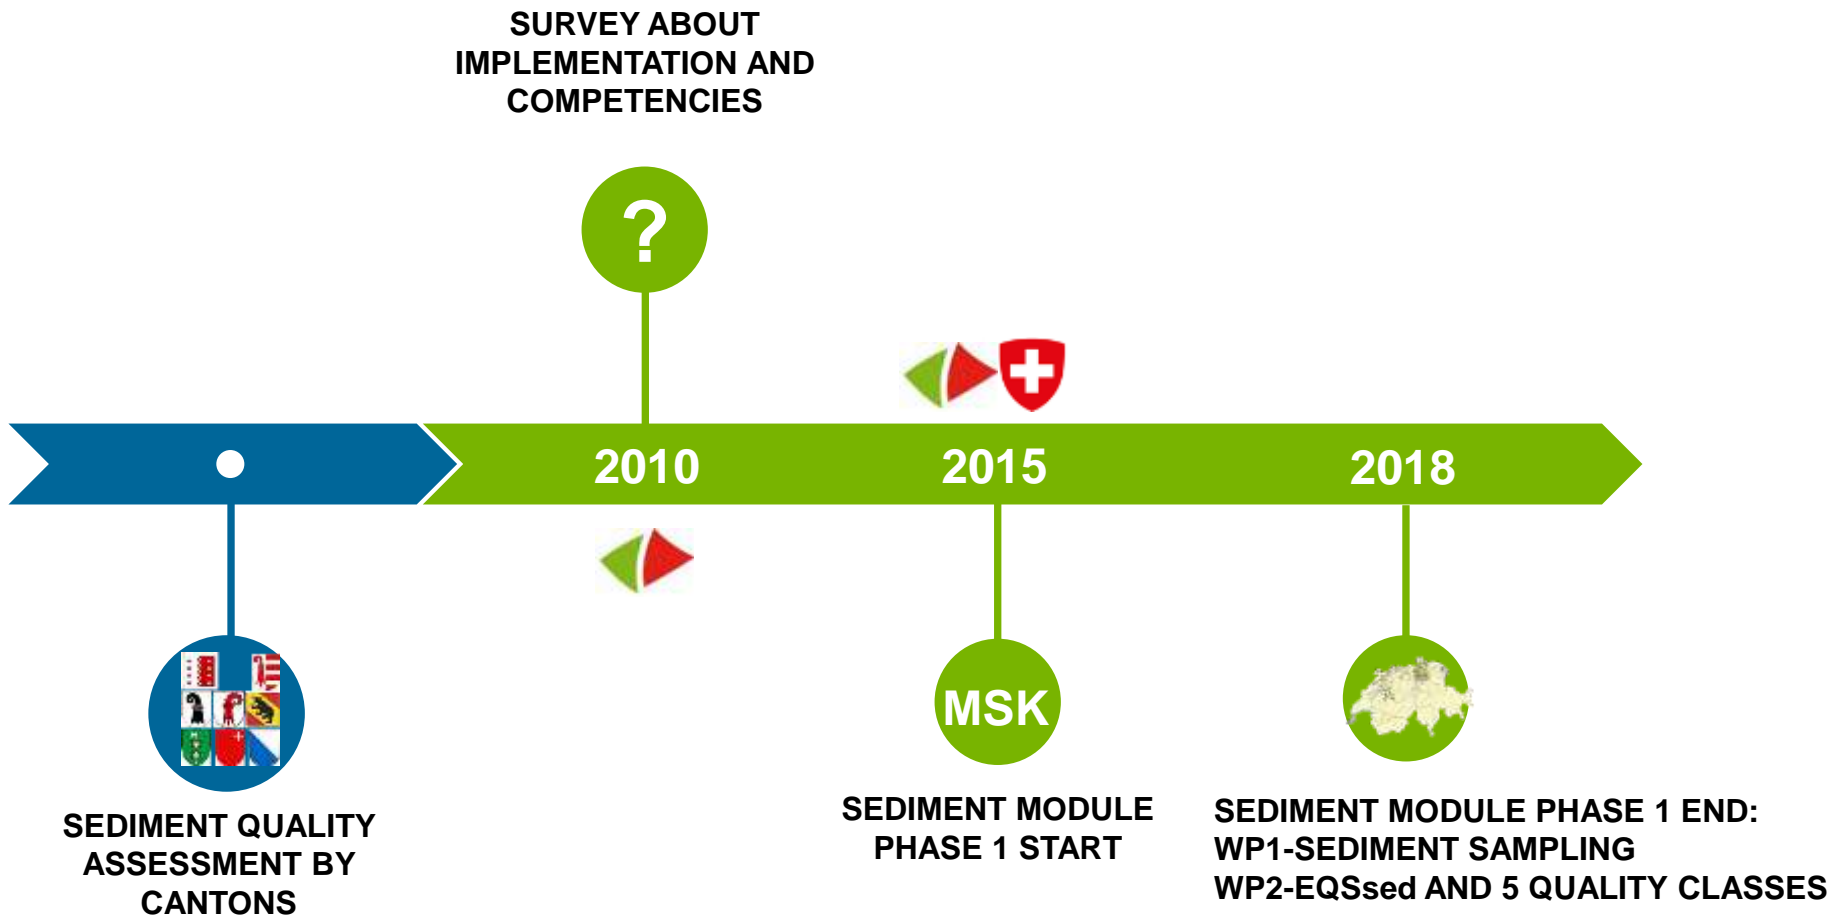 SURVEY ABOUT
IMPLEMENTATION AND
COMPETENCIES
?
2010
2015
2018
MSK
SEDIMENT QUALITY
ASSESSMENT BY
CANTONS
SEDIMENT MODULE
PHASE 1 START
SEDIMENT MODULE PHASE 1 END:
WP1-SEDIMENT SAMPLING
WP2-EQSsed AND 5 QUALITY CLASSES